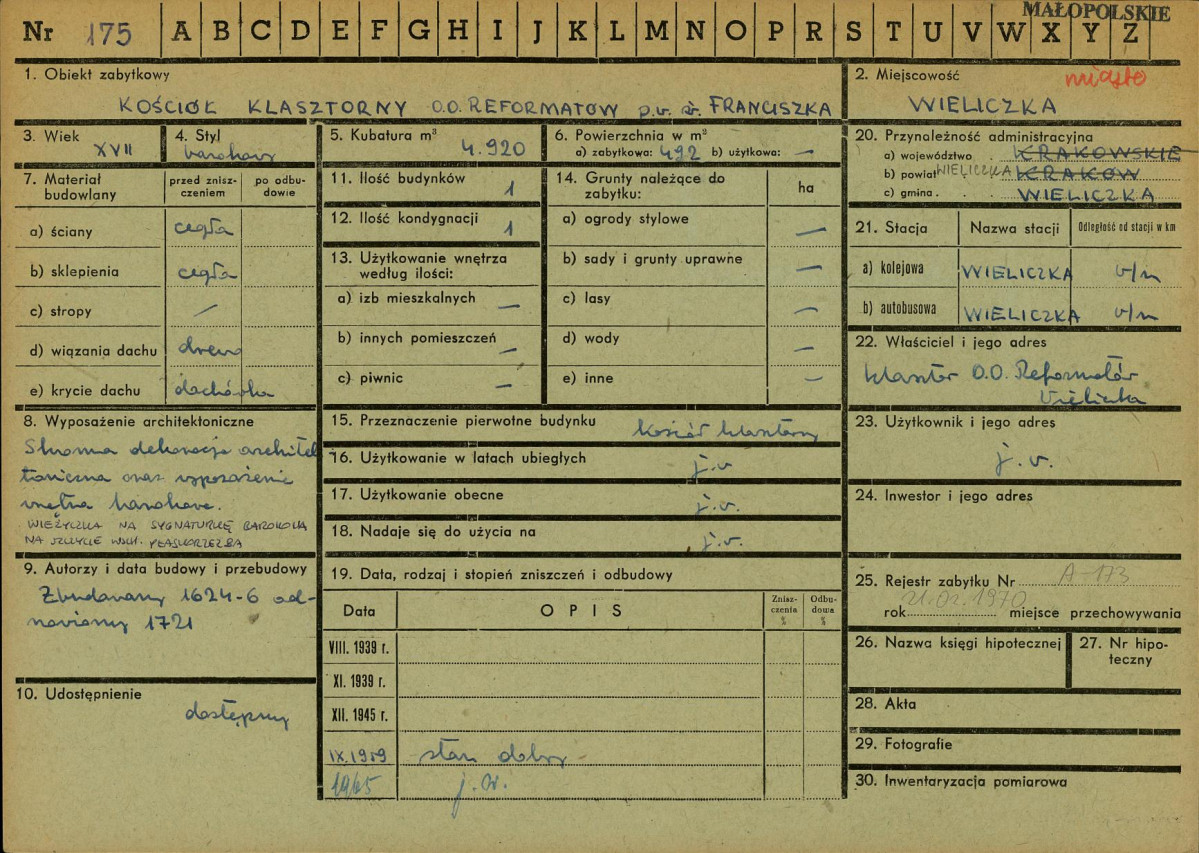 MAŁOPOLSKIE
Nr 175 A B C D E F G H I J K L M N O P R S T U V W X Y Z
1. Obiekt zabytkowy
KOŚCIÓŁ KLASZTORNY O.O. REFORMATÓW p.w. św. FRANCISZKA
2. Miejscowość
miasto
WIELICZKA
3. Wiek
XVII
4. Styl
barokowy
5. Kubatura m³
4.920
6. Powierzchnia w m²
a) zabytkowa: 492 b) użytkowa: —
7. Materiał budowlany
przed zniszczeniem
po odbudowie
a) ściany cegła
b) sklepienia cegła
c) stropy —
d) wiązania dachu drewno
e) krycie dachu dachówka
8. Wyposażenie architektoniczne
Skromna dekoracja architek
toniczna oraz wyposażenie
wnętrza barokowe.
WIEŻYCZKA NA SYGNATURKĘ BAROKOWA
NA SZCZYCIE WSCH. PŁASKORZEŹBA
9. Autorzy i data budowy i przebudowy
Zbudowany 1624-6 od-
nowiony 1721
10. Udostępnienie
dostępny
11. Ilość budynków 1
12. Ilość kondygnacji 1
13. Użytkowanie wnętrza
według ilości:
a) izb mieszkalnych —
b) innych pomieszczeń —
c) piwnic —
14. Grunty należące do
zabytku:
ha
a) ogrody stylowe —
b) sady i grunty uprawne —
c) lasy —
d) wody —
e) inne —
15. Przeznaczenie pierwotne budynku kościół klasztorny
16. Użytkowanie w latach ubiegłych j.w
17. Użytkowanie obecne j.w.
18. Nadaje się do użycia na j.w.
19. Data, rodzaj i stopień zniszczeń i odbudowy
Data OPIS Zniszczenia % Odbudowa %
VIII. 1939 r.
XI. 1939 r.
XII. 1945 r.
IX.1959 stan dobry
1965 j.w.
20. Przynależność administracyjna
a) województwo KRAKOWSKIE
b) powiat WIELICZKA KRAKÓW
c) gmina WIELICZKA
21. Stacja Nazwa stacji Odległość od stacji w km
a) kolejowa WIELICZKA v/m
b) autobusowa WIELICZKA v/m
22. Właściciel i jego adres
klasztor O.O. Reformatów
Wieliczka
23. Użytkownik i jego adres
j.w.
24. Inwestor i jego adres
25. Rejestr zabytku Nr A-173
21.02.1970
rok miejsce przechowywania
26. Nazwa księgi hipotecznej
27. Nr hipoteczny
28. Akta
29. Fotografie
30. Inwentaryzacja pomiarowa